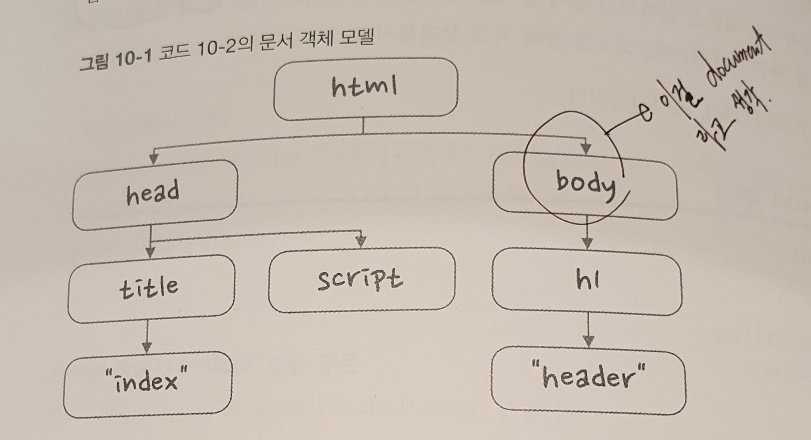 그림 10-1 코드 10-2의 문서 객체 모델
html
이걸 document
라고 생각.
head
body
title
script
h1
"index"
"header"